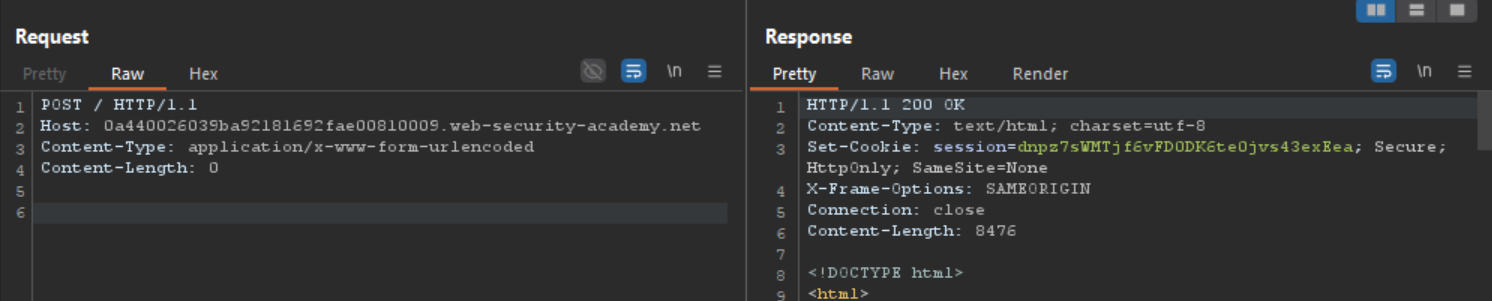 Request
Pretty Raw Hex \n
1 POST / HTTP/1.1
2 Host: 0a440026039ba92181692fae00810009.web-security-academy.net
3 Content-Type: application/x-www-form-urlencoded
4 Content-Length: 0
5
6
Response
Pretty Raw Hex Render \n
1 HTTP/1.1 200 OK
2 Content-Type: text/html; charset=utf-8
3 Set-Cookie: session=dnpz7sWMTjf6vFD0DK6te0jvs43exEea; Secure;
HttpOnly; SameSite=None
4 X-Frame-Options: SAMEORIGIN
5 Connection: close
6 Content-Length: 8476
7
8 <!DOCTYPE html>
9 <html>